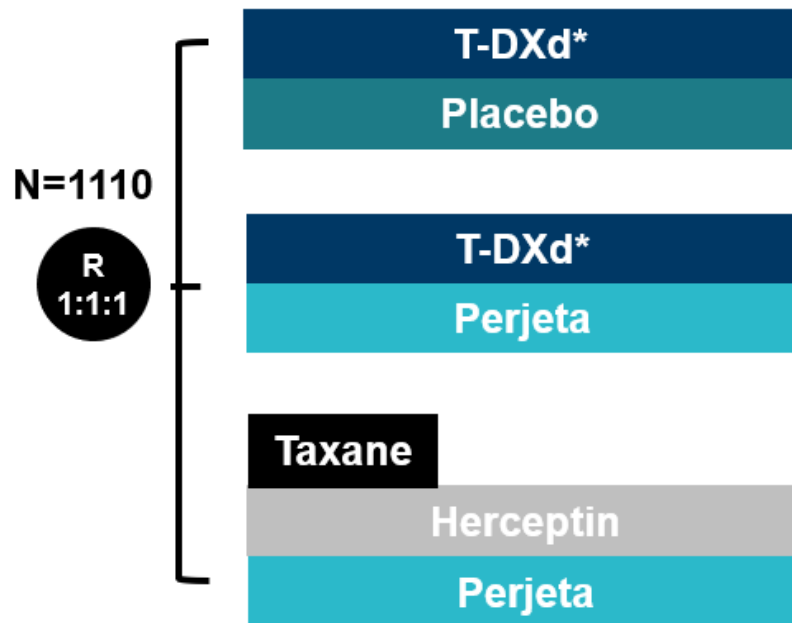 T-DXd*
Placebo
N=1110
R
1:1:1
T-DXd*
Perjeta
Taxane
Herceptin
Perjeta